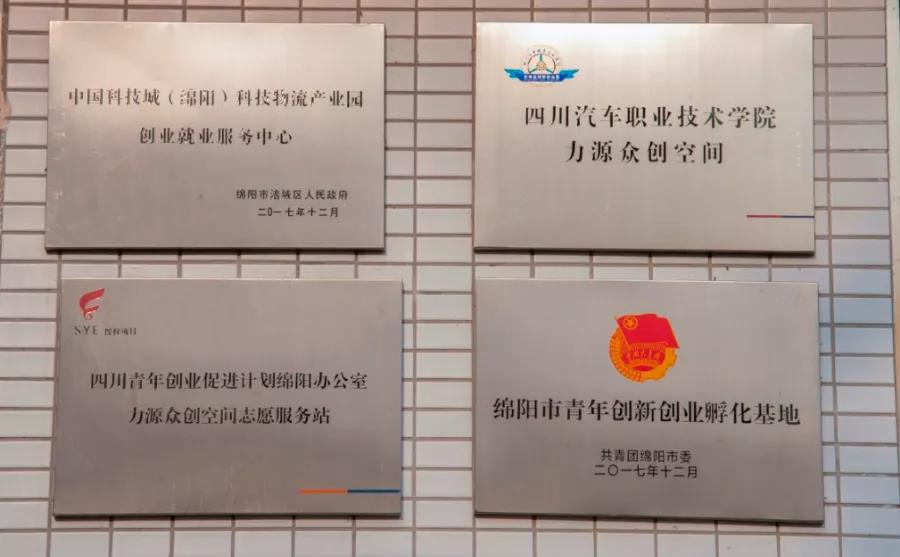 中国科技城（绵阳）科技物流产业园
创业就业服务中心
绵阳市涪城区人民政府
二〇一七年十二月
四川汽车职业技术学院
力源众创空间
SYE 授权项目
四川青年创业促进计划绵阳办公室
力源众创空间志愿服务站
绵阳市青年创新创业孵化基地
共青团绵阳市委
二〇一七年十二月